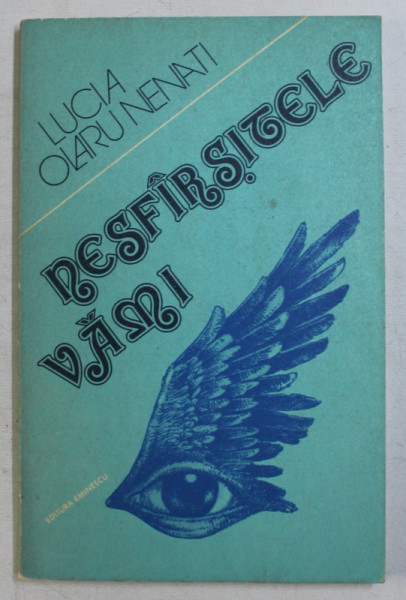 LUCIA
OLARU NENATI
NESFÎRȘITELE
VĂMI
EDITURA EMINESCU